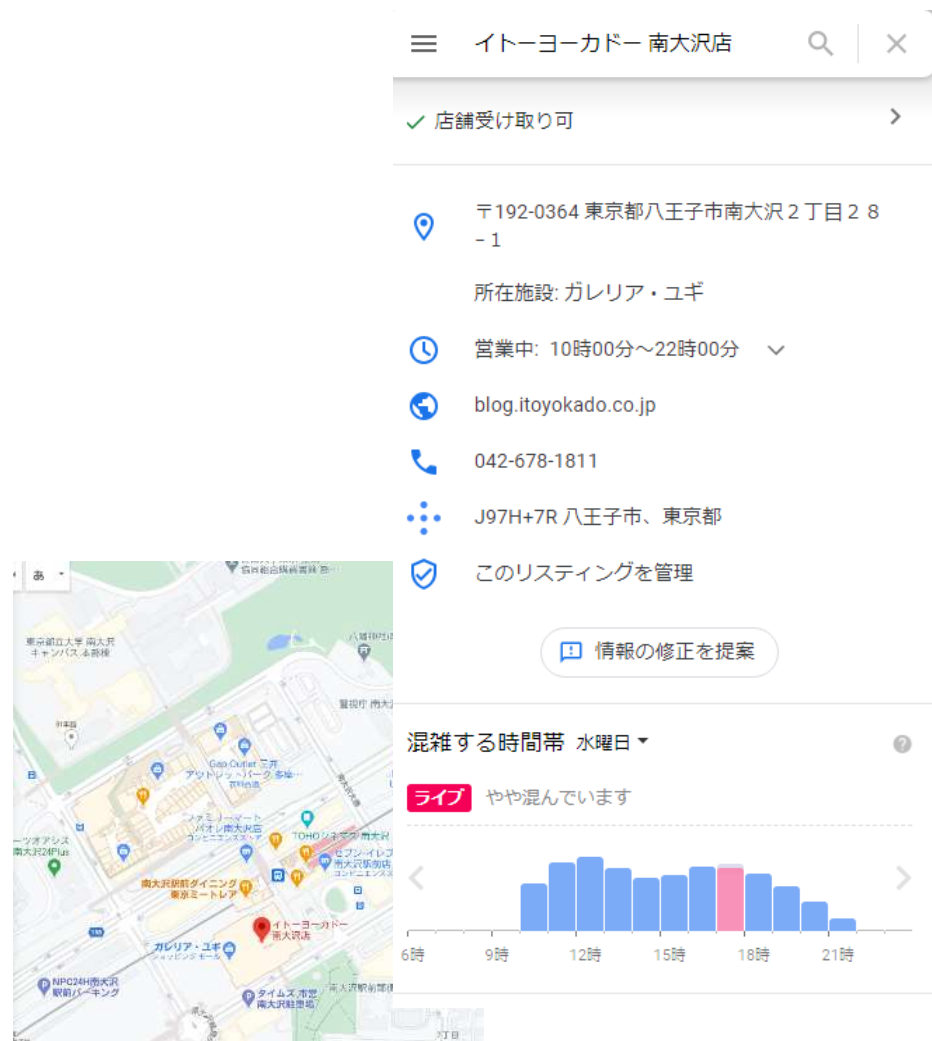 イトーヨーカドー 南大沢店
店舗受け取り可
〒192-0364 東京都八王子市南大沢２丁目２８
−１
所在施設: ガレリア・ユギ
営業中: 10時00分～22時00分
blog.itoyokado.co.jp
042-678-1811
J97H+7R 八王子市、東京都
このリスティングを管理
情報の修正を提案
混雑する時間帯 水曜日
ライブ やや混んでいます
6時 9時 12時 15時 18時 21時
あ
東京都立大学 南大沢
キャンパス 本部棟
警視庁 南大
Gap Outlet 三井
アウトレットパーク 多摩…
衣料品店
ファミリーマート
パオレ南大沢店
コンビニエンスストア
TOHOシネマズ 南大沢
セブン-イレブ
南大沢駅前店
コンビニエンスス
ーツオアシス
南大沢24Plus
南大沢駅前ダイニング
東京ミートレア
イトーヨーカドー
南大沢店
ガレリア・ユギ
ショッピング モール
NPC24H南大沢
駅前パーキング
タイムズ 市営
南大沢駐車場